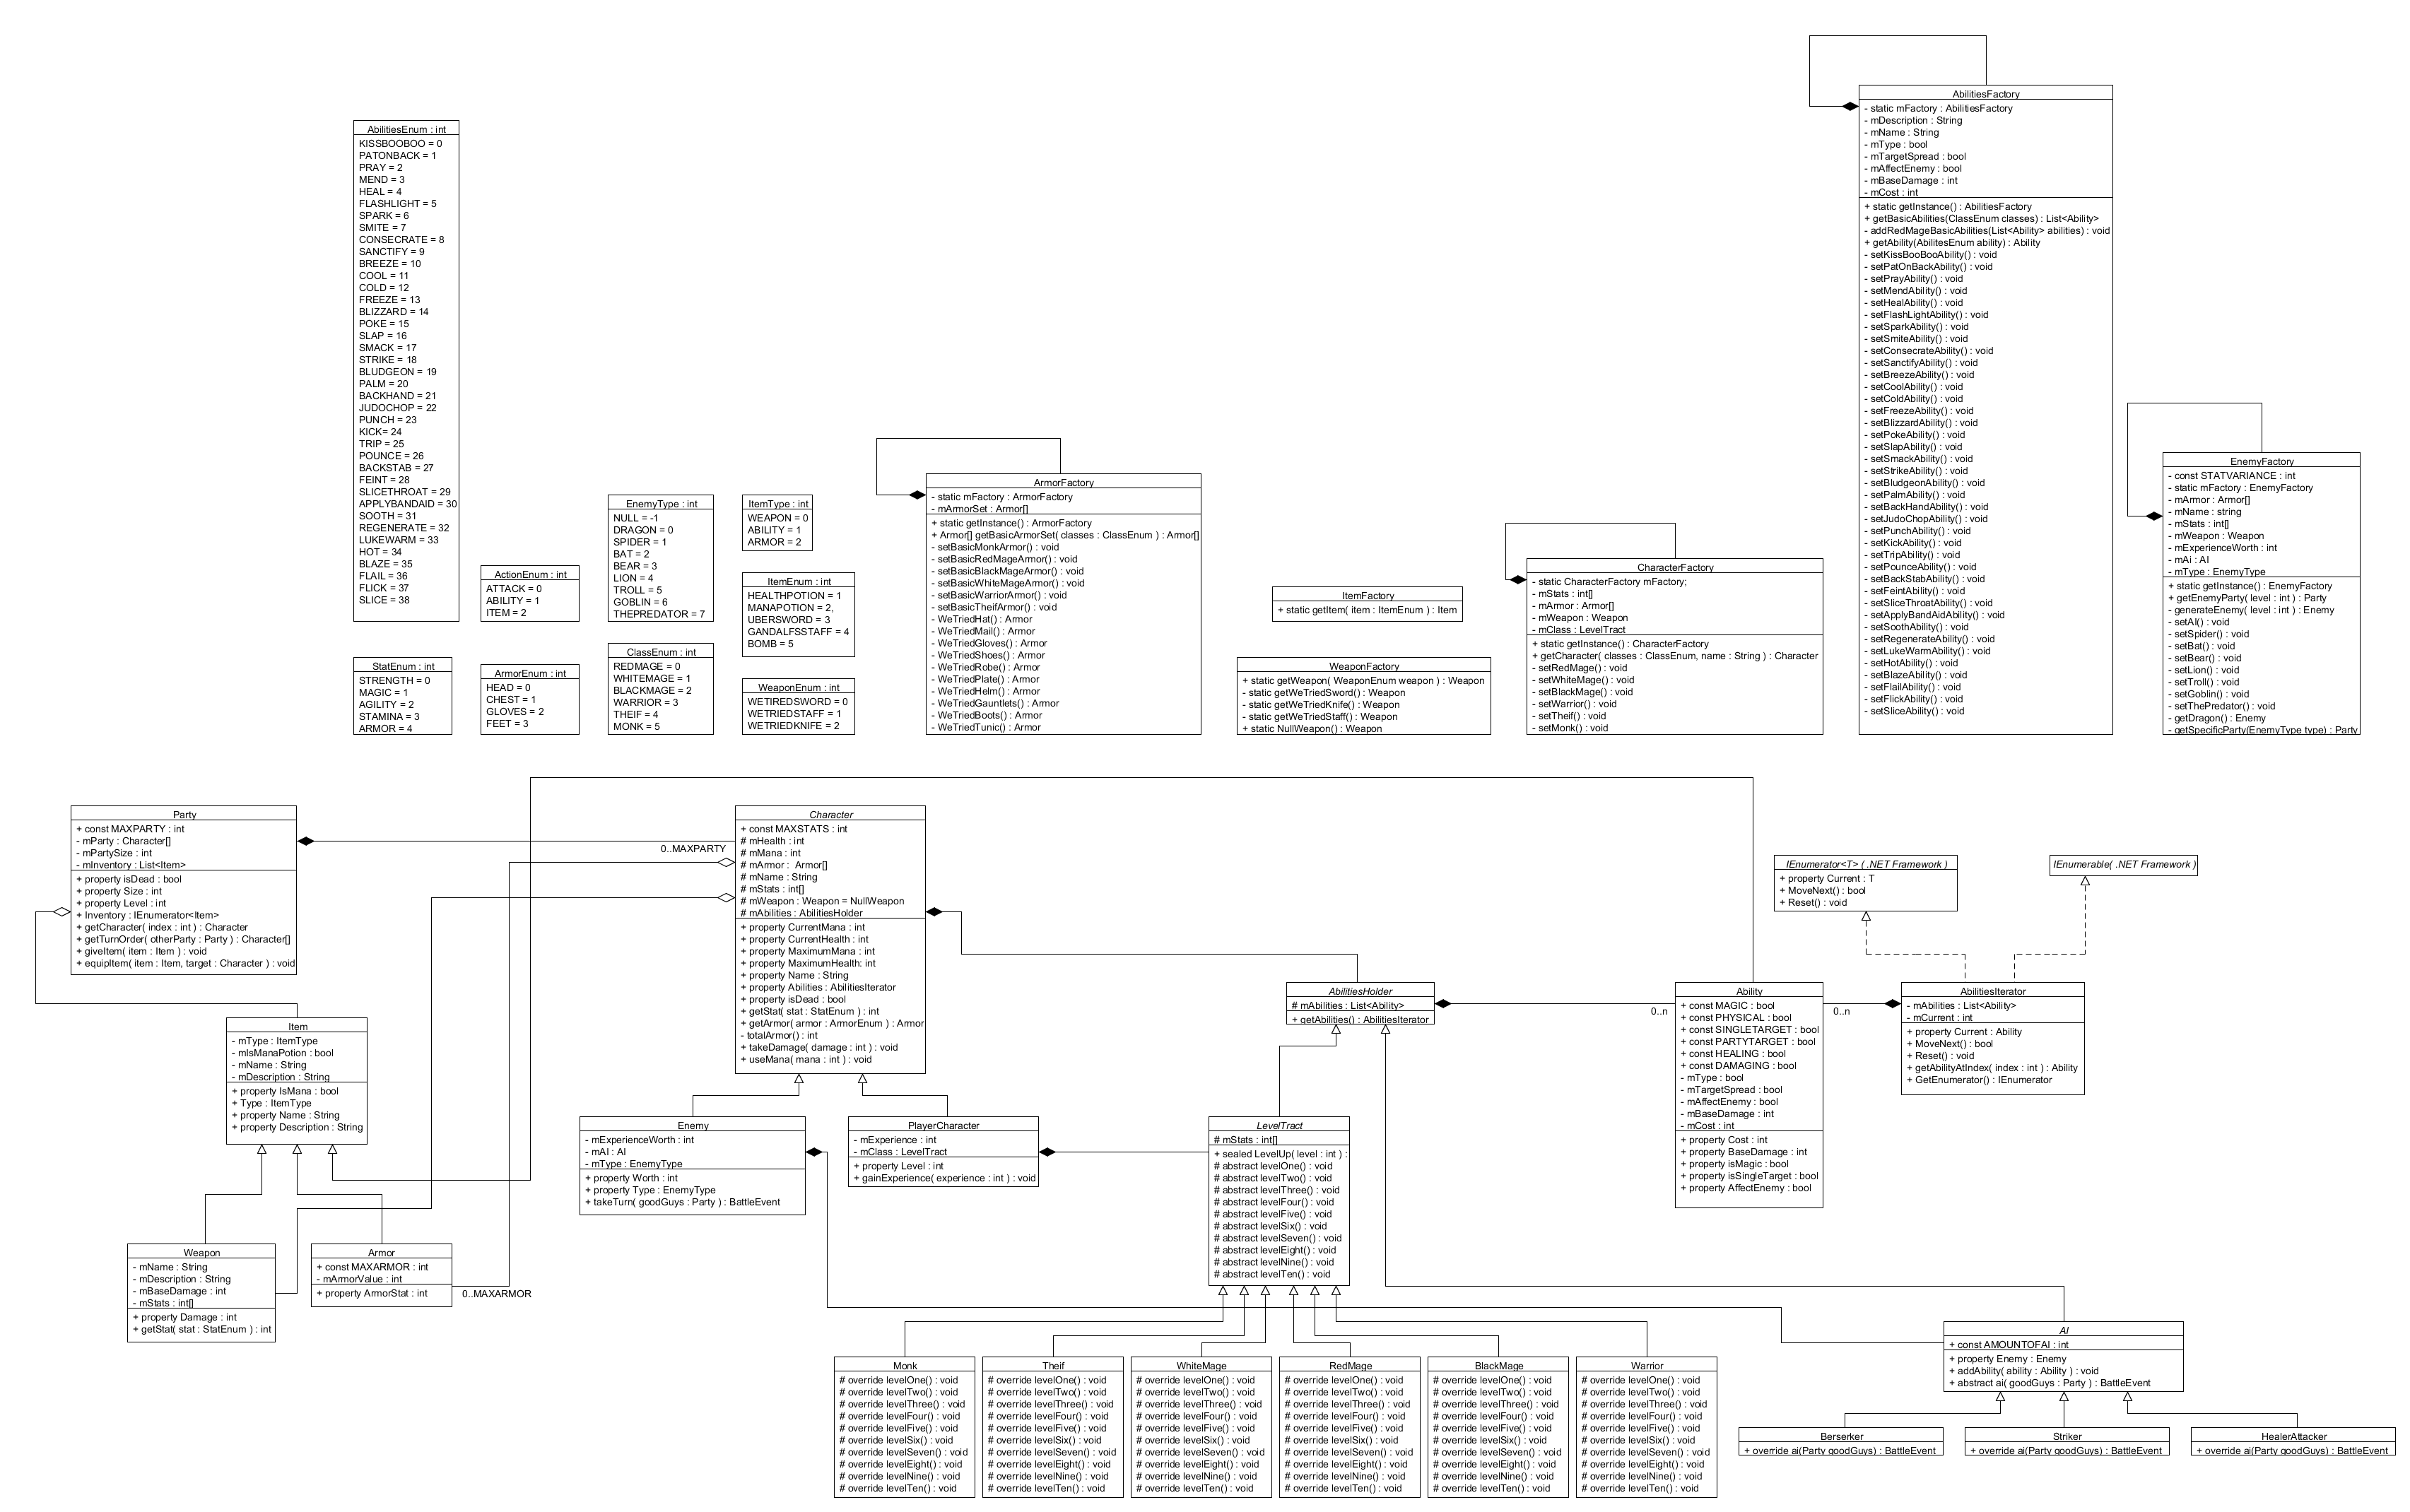 AbilitiesFactory
- static mFactory : AbilitiesFactory
- mDescription : String
- mName : String
- mType : bool
- mTargetSpread : bool
- mAffectEnemy : bool
- mBaseDamage : int
- mCost : int
+ static getInstance() : AbilitiesFactory
+ getBasicAbilities(ClassEnum classes) : List<Ability>
- addRedMageBasicAbilities(List<Ability> abilities) : void
+ getAbility(AbilitesEnum ability) : Ability
- setKissBooBooAbility() : void
- setPatOnBackAbility() : void
- setPrayAbility() : void
- setMendAbility() : void
- setHealAbility() : void
- setFlashLightAbility() : void
- setSparkAbility() : void
- setSmiteAbility() : void
- setConsecrateAbility() : void
- setSanctifyAbility() : void
- setBreezeAbility() : void
- setCoolAbility() : void
- setColdAbility() : void
- setFreezeAbility() : void
- setBlizzardAbility() : void
- setPokeAbility() : void
- setSlapAbility() : void
- setSmackAbility() : void
- setStrikeAbility() : void
- setBludgeonAbility() : void
- setPalmAbility() : void
- setBackHandAbility() : void
- setJudoChopAbility() : void
- setPunchAbility() : void
- setKickAbility() : void
- setTripAbility() : void
- setPounceAbility() : void
- setBackStabAbility() : void
- setFeintAbility() : void
- setSliceThroatAbility() : void
- setApplyBandAidAbility() : void
- setSoothAbility() : void
- setRegenerateAbility() : void
- setLukeWarmAbility() : void
- setHotAbility() : void
- setBlazeAbility() : void
- setFlailAbility() : void
- setFlickAbility() : void
- setSliceAbility() : void
AbilitiesEnum : int
KISSBOOBOO = 0
PATONBACK = 1
PRAY = 2
MEND = 3
HEAL = 4
FLASHLIGHT = 5
SPARK = 6
SMITE = 7
CONSECRATE = 8
SANCTIFY = 9
BREEZE = 10
COOL = 11
COLD = 12
FREEZE = 13
BLIZZARD = 14
POKE = 15
SLAP = 16
SMACK = 17
STRIKE = 18
BLUDGEON = 19
PALM = 20
BACKHAND = 21
JUDOCHOP = 22
PUNCH = 23
KICK= 24
TRIP = 25
POUNCE = 26
BACKSTAB = 27
FEINT = 28
SLICETHROAT = 29
APPLYBANDAID = 30
SOOTH = 31
REGENERATE = 32
LUKEWARM = 33
HOT = 34
BLAZE = 35
FLAIL = 36
FLICK = 37
SLICE = 38
ActionEnum : int
ATTACK = 0
ABILITY = 1
ITEM = 2
EnemyType : int
NULL = -1
DRAGON = 0
SPIDER = 1
BAT = 2
BEAR = 3
LION = 4
TROLL = 5
GOBLIN = 6
THEPREDATOR = 7
ItemType : int
WEAPON = 0
ABILITY = 1
ARMOR = 2
ItemEnum : int
HEALTHPOTION = 1
MANAPOTION = 2,
UBERSWORD = 3
GANDALFSSTAFF = 4
BOMB = 5
StatEnum : int
STRENGTH = 0
MAGIC = 1
AGILITY = 2
STAMINA = 3
ARMOR = 4
ArmorEnum : int
HEAD = 0
CHEST = 1
GLOVES = 2
FEET = 3
ClassEnum : int
REDMAGE = 0
WHITEMAGE = 1
BLACKMAGE = 2
WARRIOR = 3
THEIF = 4
MONK = 5
WeaponEnum : int
WETIREDSWORD = 0
WETRIEDSTAFF = 1
WETRIEDKNIFE = 2
ArmorFactory
- static mFactory : ArmorFactory
- mArmorSet : Armor[]
+ static getInstance() : ArmorFactory
+ Armor[] getBasicArmorSet( classes : ClassEnum ) : Armor[]
- setBasicMonkArmor() : void
- setBasicRedMageArmor() : void
- setBasicBlackMageArmor() : void
- setBasicWhiteMageArmor() : void
- setBasicWarriorArmor() : void
- setBasicTheifArmor() : void
- WeTriedHat() : Armor
- WeTriedMail() : Armor
- WeTriedGloves() : Armor
- WeTriedShoes() : Armor
- WeTriedRobe() : Armor
- WeTriedPlate() : Armor
- WeTriedHelm() : Armor
- WeTriedGauntlets() : Armor
- WeTriedBoots() : Armor
- WeTriedTunic() : Armor
ItemFactory
+ static getItem( item : ItemEnum ) : Item
WeaponFactory
+ static getWeapon( WeaponEnum weapon ) : Weapon
- static getWeTriedSword() : Weapon
- static getWeTriedKnife() : Weapon
- static getWeTriedStaff() : Weapon
+ static NullWeapon() : Weapon
CharacterFactory
- static CharacterFactory mFactory;
- mStats : int[]
- mArmor : Armor[]
- mWeapon : Weapon
- mClass : LevelTract
+ static getInstance() : CharacterFactory
+ getCharacter( classes : ClassEnum, name : String ) : Character
- setRedMage() : void
- setWhiteMage() : void
- setBlackMage() : void
- setWarrior() : void
- setTheif() : void
- setMonk() : void
EnemyFactory
- const STATVARIANCE : int
- static mFactory : EnemyFactory
- mArmor : Armor[]
- mName : string
- mStats : int[]
- mWeapon : Weapon
- mExperienceWorth : int
- mAi : AI
- mType : EnemyType
+ static getInstance() : EnemyFactory
+ getEnemyParty( level : int ) : Party
- generateEnemy( level : int ) : Enemy
- setAI() : void
- setSpider() : void
- setBat() : void
- setBear() : void
- setLion() : void
- setTroll() : void
- setGoblin() : void
- setThePredator() : void
- getDragon() : Enemy
- getSpecificParty(EnemyType type) : Party
Party
+ const MAXPARTY : int
- mParty : Character[]
- mPartySize : int
- mInventory : List<Item>
+ property isDead : bool
+ property Size : int
+ property Level : int
+ Inventory : IEnumerator<Item>
+ getCharacter( index : int ) : Character
+ getTurnOrder( otherParty : Party ) : Character[]
+ giveItem( item : Item ) : void
+ equipItem( item : Item, target : Character ) : void
0..MAXPARTY
Character
+ const MAXSTATS : int
# mHealth : int
# mMana : int
# mArmor :  Armor[]
# mName : String
# mStats : int[]
# mWeapon : Weapon = NullWeapon
# mAbilities : AbilitiesHolder
+ property CurrentMana : int
+ property CurrentHealth : int
+ property MaximumMana : int
+ property MaximumHealth: int
+ property Name : String
+ property Abilities : AbilitiesIterator
+ property isDead : bool
+ getStat( stat : StatEnum ) : int
+ getArmor( armor : ArmorEnum ) : Armor
- totalArmor() : int
+ takeDamage( damage : int ) : void
+ useMana( mana : int ) : void
IEnumerator<T> ( .NET Framework )
+ property Current : T
+ MoveNext() : bool
+ Reset() : void
IEnumerable( .NET Framework )
AbilitiesHolder
# mAbilities : List<Ability>
+ getAbilities() : AbilitiesIterator
0..n
Ability
+ const MAGIC : bool
+ const PHYSICAL : bool
+ const SINGLETARGET : bool
+ const PARTYTARGET : bool
+ const HEALING : bool
+ const DAMAGING : bool
- mType : bool
- mTargetSpread : bool
- mAffectEnemy : bool
- mBaseDamage : int
- mCost : int
+ property Cost : int
+ property BaseDamage : int
+ property isMagic : bool
+ property isSingleTarget : bool
+ property AffectEnemy : bool
0..n
AbilitiesIterator
- mAbilities : List<Ability>
- mCurrent : int
+ property Current : Ability
+ MoveNext() : bool
+ Reset() : void
+ getAbilityAtIndex( index : int ) : Ability
+ GetEnumerator() : IEnumerator
Item
- mType : ItemType
- mIsManaPotion : bool
- mName : String
- mDescription : String
+ property IsMana : bool
+ Type : ItemType
+ property Name : String
+ property Description : String
Enemy
- mExperienceWorth : int
- mAI : AI
- mType : EnemyType
+ property Worth : int
+ property Type : EnemyType
+ takeTurn( goodGuys : Party ) : BattleEvent
PlayerCharacter
- mExperience : int
- mClass : LevelTract
+ property Level : int
+ gainExperience( experience : int ) : void
LevelTract
# mStats : int[]
+ sealed LevelUp( level : int ) :
# abstract levelOne() : void
# abstract levelTwo() : void
# abstract levelThree() : void
# abstract levelFour() : void
# abstract levelFive() : void
# abstract levelSix() : void
# abstract levelSeven() : void
# abstract levelEight() : void
# abstract levelNine() : void
# abstract levelTen() : void
Weapon
- mName : String
- mDescription : String
- mBaseDamage : int
- mStats : int[]
+ property Damage : int
+ getStat( stat : StatEnum ) : int
Armor
+ const MAXARMOR : int
- mArmorValue : int
+ property ArmorStat : int
0..MAXARMOR
Monk
# override levelOne() : void
# override levelTwo() : void
# override levelThree() : void
# override levelFour() : void
# override levelFive() : void
# override levelSix() : void
# override levelSeven() : void
# override levelEight() : void
# override levelNine() : void
# override levelTen() : void
Theif
# override levelOne() : void
# override levelTwo() : void
# override levelThree() : void
# override levelFour() : void
# override levelFive() : void
# override levelSix() : void
# override levelSeven() : void
# override levelEight() : void
# override levelNine() : void
# override levelTen() : void
WhiteMage
# override levelOne() : void
# override levelTwo() : void
# override levelThree() : void
# override levelFour() : void
# override levelFive() : void
# override levelSix() : void
# override levelSeven() : void
# override levelEight() : void
# override levelNine() : void
# override levelTen() : void
RedMage
# override levelOne() : void
# override levelTwo() : void
# override levelThree() : void
# override levelFour() : void
# override levelFive() : void
# override levelSix() : void
# override levelSeven() : void
# override levelEight() : void
# override levelNine() : void
# override levelTen() : void
BlackMage
# override levelOne() : void
# override levelTwo() : void
# override levelThree() : void
# override levelFour() : void
# override levelFive() : void
# override levelSix() : void
# override levelSeven() : void
# override levelEight() : void
# override levelNine() : void
# override levelTen() : void
Warrior
# override levelOne() : void
# override levelTwo() : void
# override levelThree() : void
# override levelFour() : void
# override levelFive() : void
# override levelSix() : void
# override levelSeven() : void
# override levelEight() : void
# override levelNine() : void
# override levelTen() : void
AI
+ const AMOUNTOFAI : int
+ property Enemy : Enemy
+ addAbility( ability : Ability ) : void
+ abstract ai( goodGuys : Party ) : BattleEvent
Berserker
+ override ai(Party goodGuys) : BattleEvent
Striker
+ override ai(Party goodGuys) : BattleEvent
HealerAttacker
+ override ai(Party goodGuys) : BattleEvent